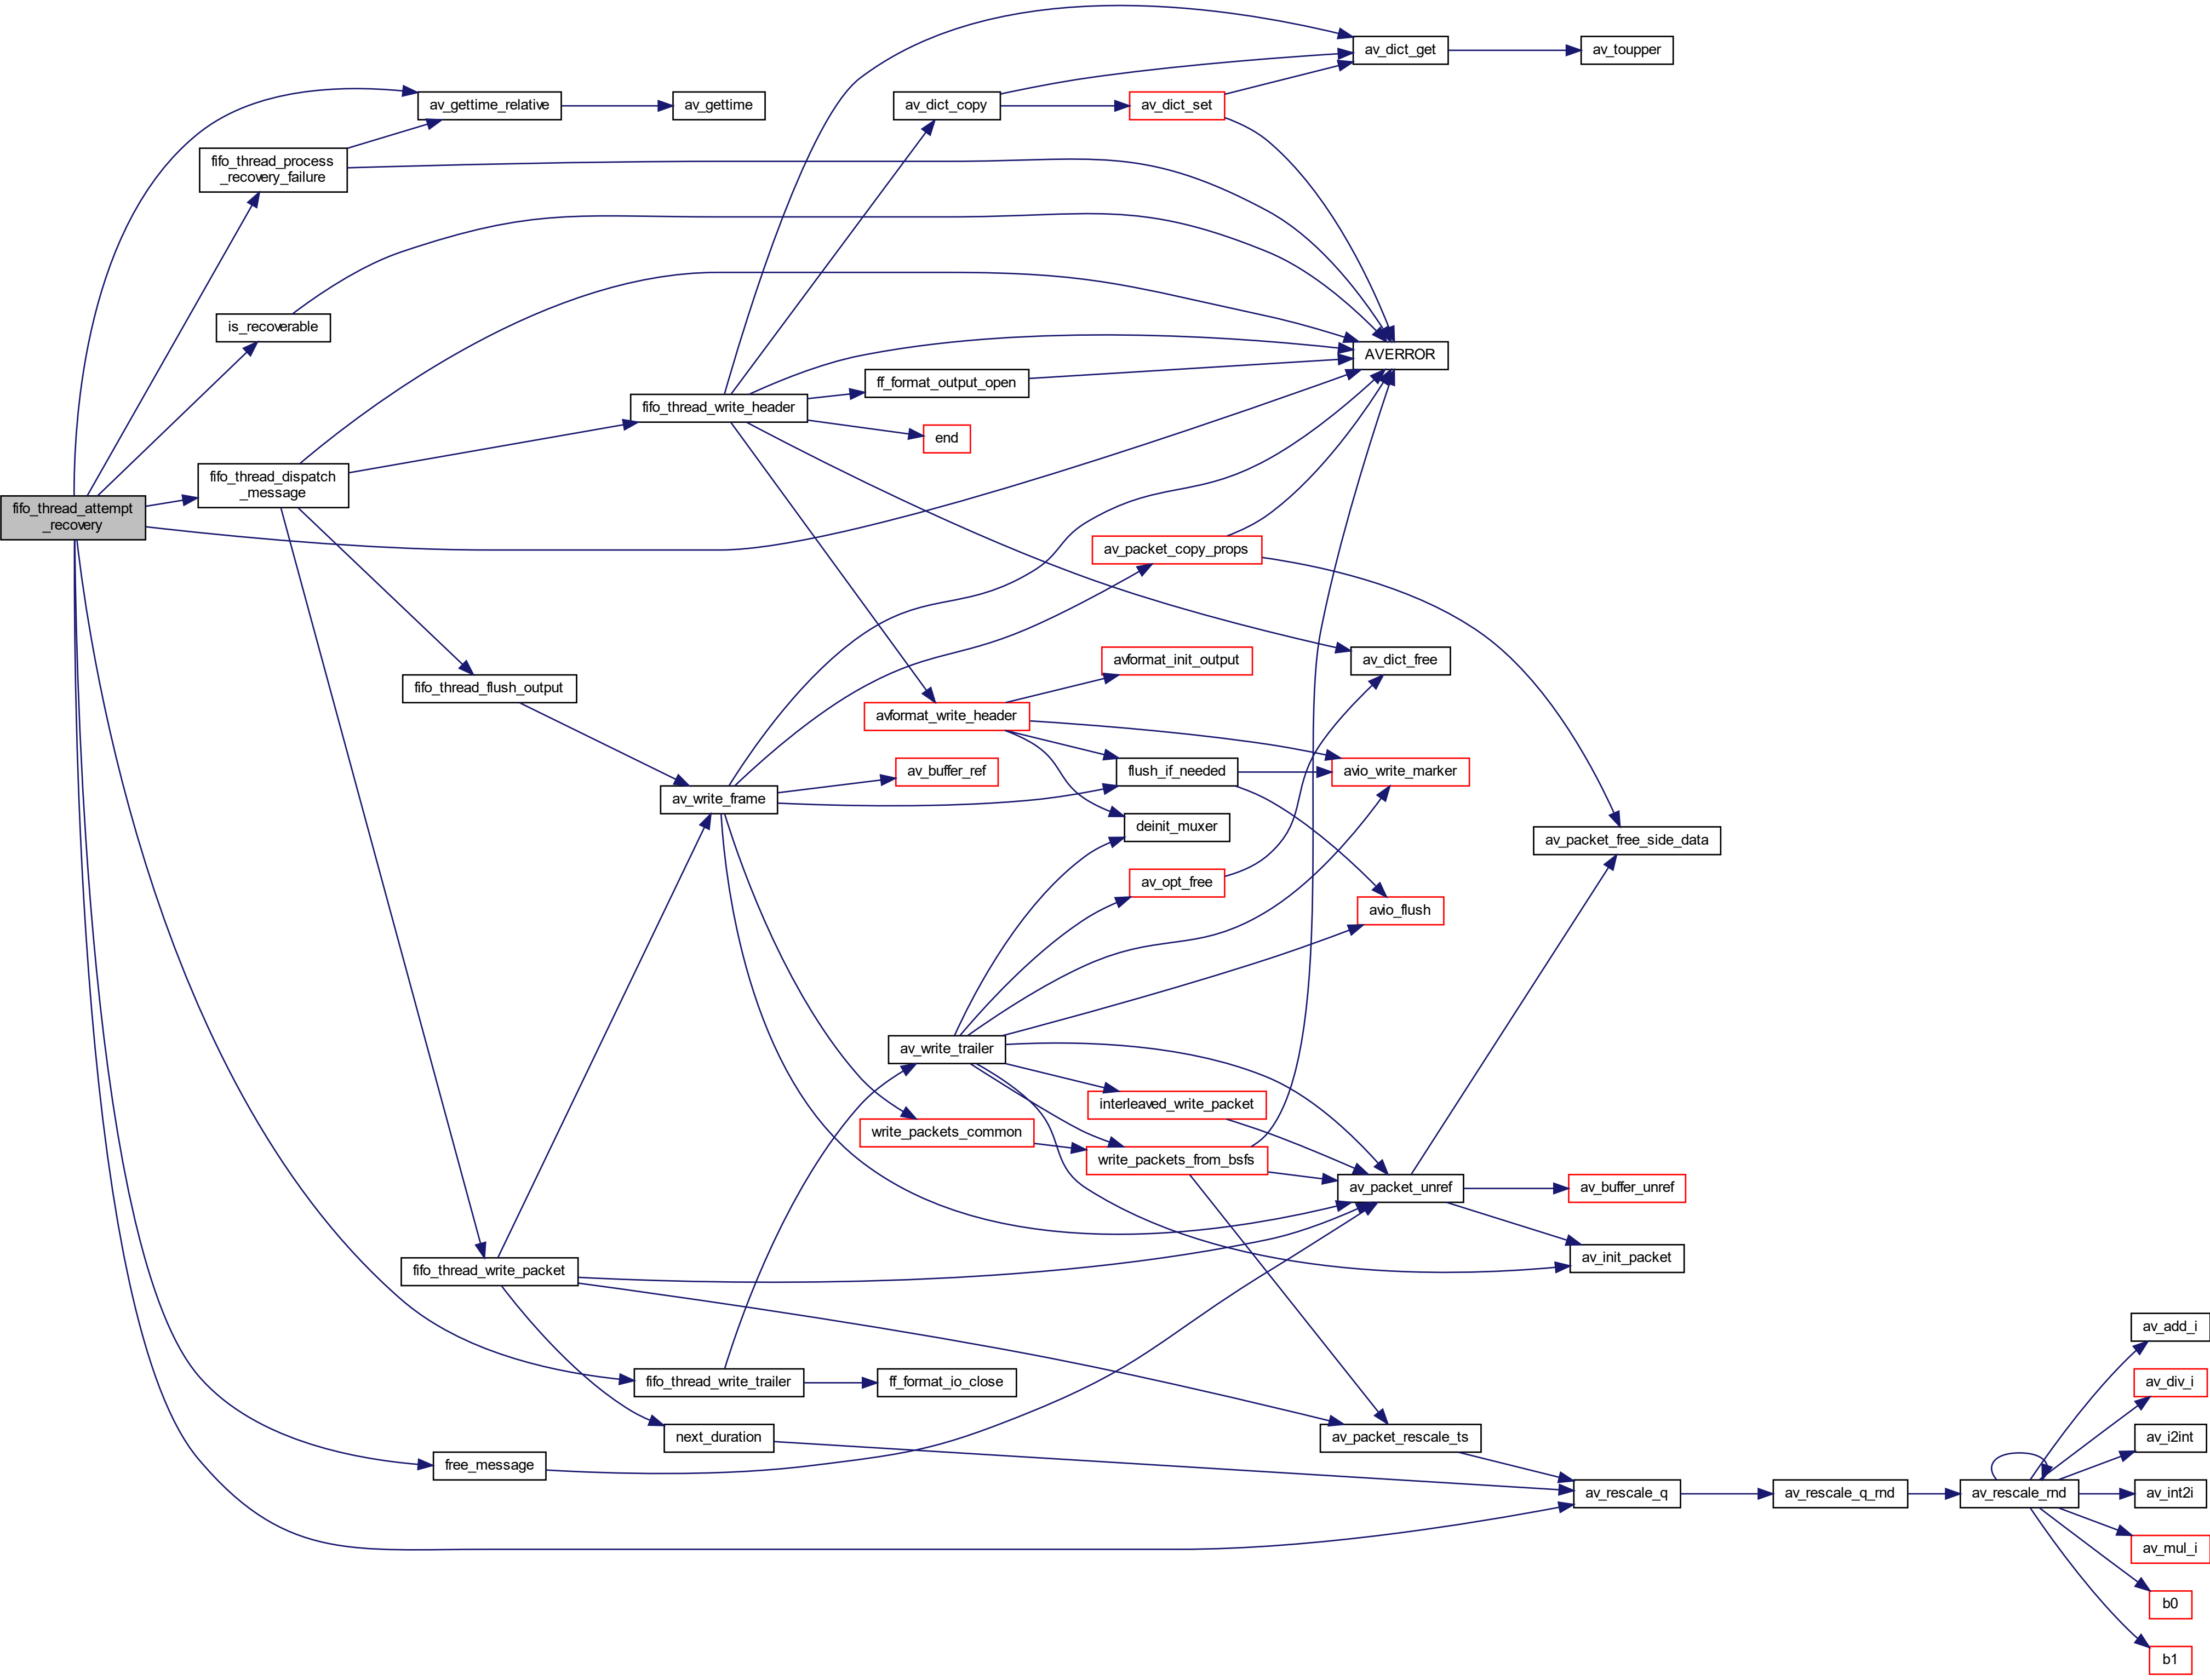 av_dict_get
av_toupper
av_gettime_relative
av_gettime
av_dict_copy
av_dict_set
fifo_thread_process
_recovery_failure
is_recoverable
AVERROR
ff_format_output_open
fifo_thread_write_header
end
fifo_thread_dispatch
_message
fifo_thread_attempt
_recovery
av_packet_copy_props
avformat_init_output
av_dict_free
fifo_thread_flush_output
avformat_write_header
av_buffer_ref
flush_if_needed
avio_write_marker
av_write_frame
deinit_muxer
av_packet_free_side_data
av_opt_free
avio_flush
av_write_trailer
interleaved_write_packet
write_packets_common
write_packets_from_bsfs
av_packet_unref
av_buffer_unref
av_init_packet
fifo_thread_write_packet
av_add_i
fifo_thread_write_trailer
ff_format_io_close
av_div_i
next_duration
av_packet_rescale_ts
av_i2int
free_message
av_rescale_q
av_rescale_q_rnd
av_rescale_rnd
av_int2i
av_mul_i
b0
b1